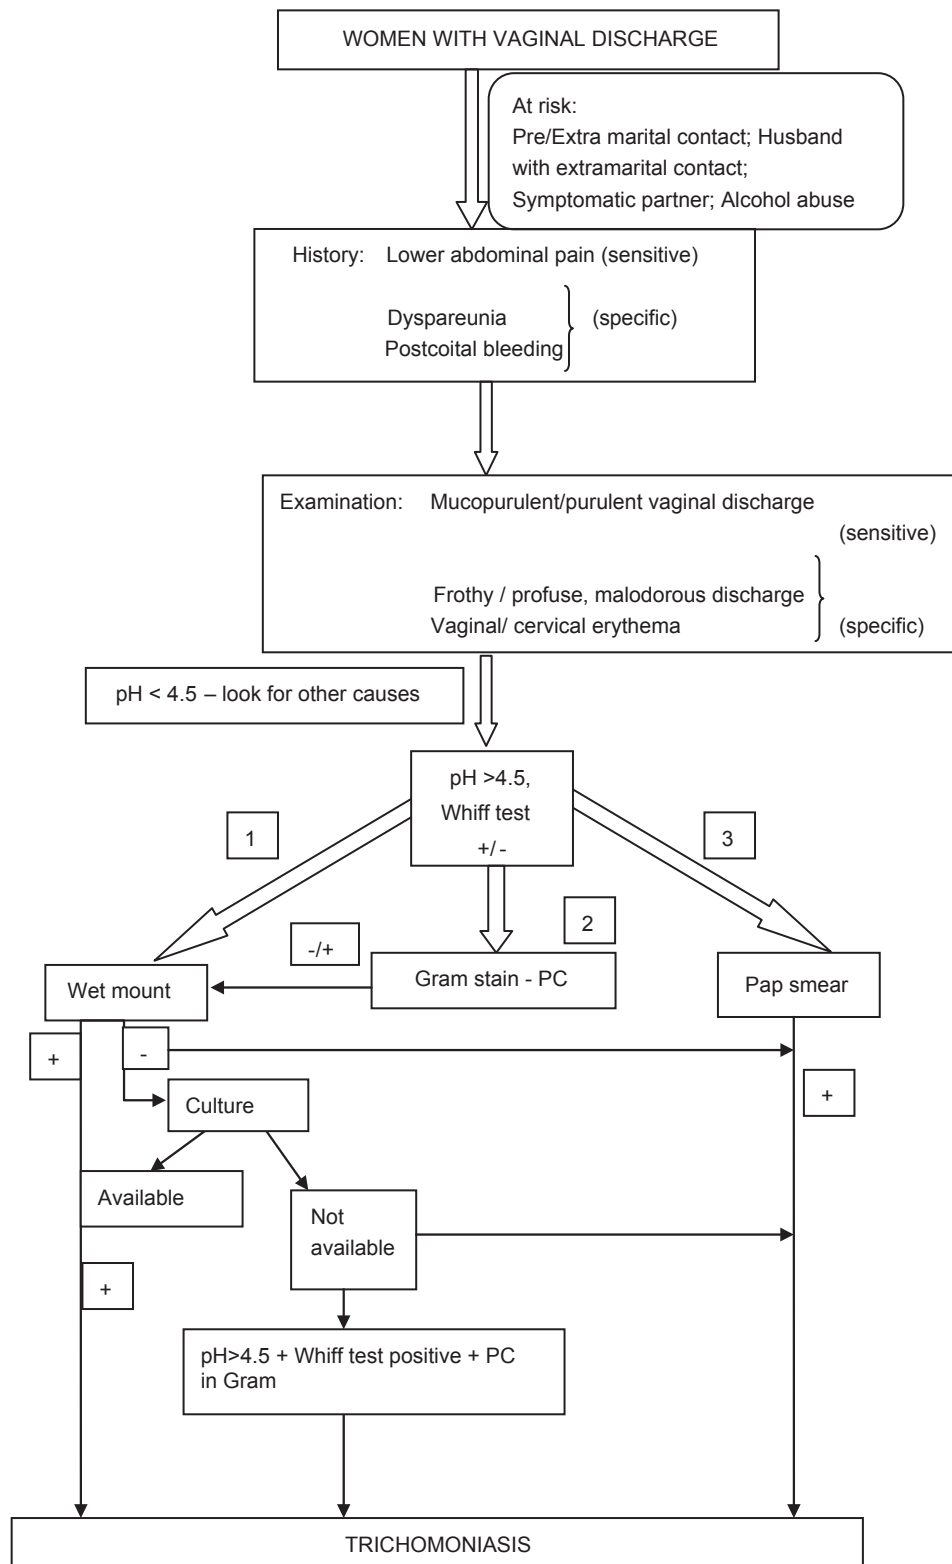 WOMEN WITH VAGINAL DISCHARGE
At risk:
Pre/Extra marital contact; Husband
with extramarital contact;
Symptomatic partner; Alcohol abuse
History: Lower abdominal pain (sensitive)
Dyspareunia (specific)
Postcoital bleeding
Examination: Mucopurulent/purulent vaginal discharge
(sensitive)
Frothy / profuse, malodorous discharge
Vaginal/ cervical erythema (specific)
pH < 4.5 – look for other causes
pH >4.5,
Whiff test
+/-
1
3
2
-/+
Wet mount
Gram stain - PC
Pap smear
+
-
+
Culture
Available
Not
available
+
pH>4.5 + Whiff test positive + PC
in Gram
TRICHOMONIASIS